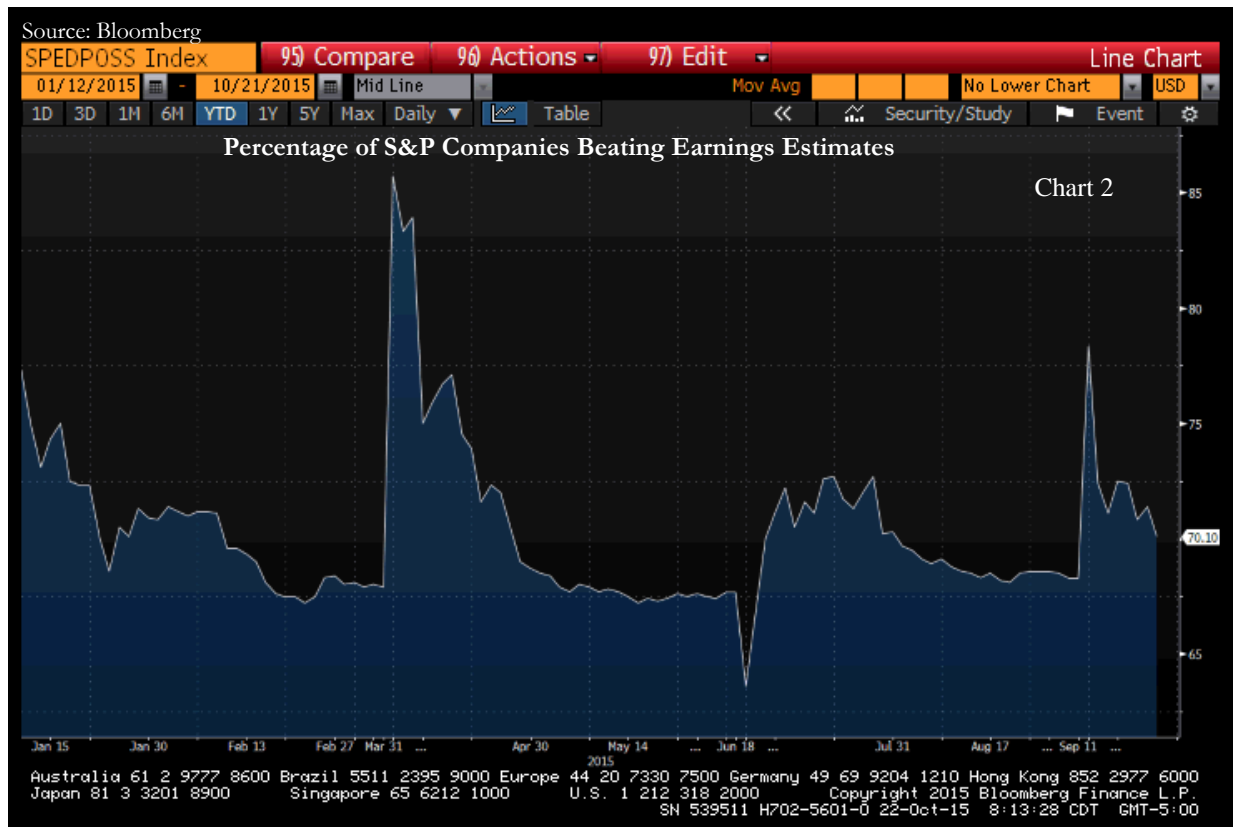 Source: Bloomberg
SPEDPOSS Index 95) Compare 96) Actions 97) Edit Line Chart
01/12/2015 - 10/21/2015 Mid Line Mov Avg No Lower Chart USD
1D 3D 1M 6M YTD 1Y 5Y Max Daily ▼ Table « Security/Study Event
Percentage of S&P Companies Beating Earnings Estimates
Chart 2
85
80
75
70.10
65
Jan 15 Jan 30 Feb 13 Feb 27 Mar 31 ... Apr 30 May 14 ... Jun 18 ... Jul 31 Aug 17 ... Sep 11 ...
2015
Australia 61 2 9777 8600 Brazil 5511 2395 9000 Europe 44 20 7330 7500 Germany 49 69 9204 1210 Hong Kong 852 2977 6000
Japan 81 3 3201 8900 Singapore 65 6212 1000 U.S. 1 212 318 2000 Copyright 2015 Bloomberg Finance L.P.
SN 539511 H702-5601-0 22-Oct-15 8:13:28 CDT GMT-5:00